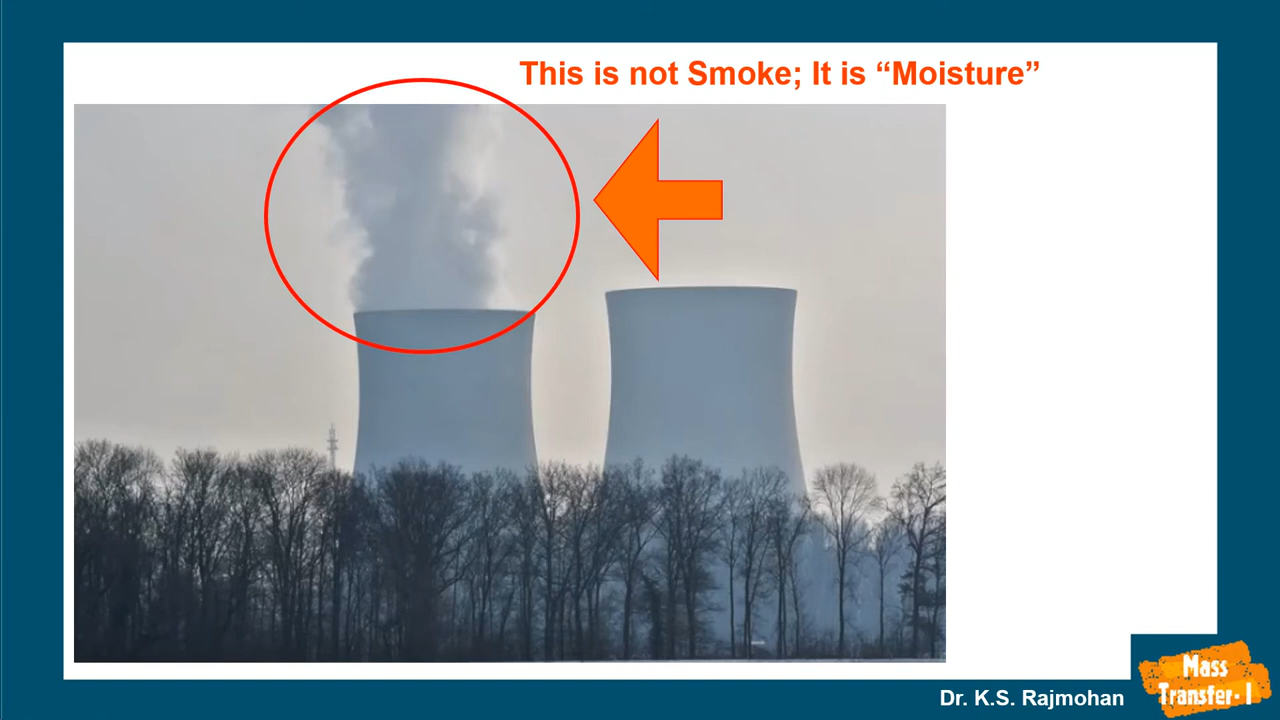 This is not Smoke; It is “Moisture”
Dr. K.S. Rajmohan
Mass
Transfer- I